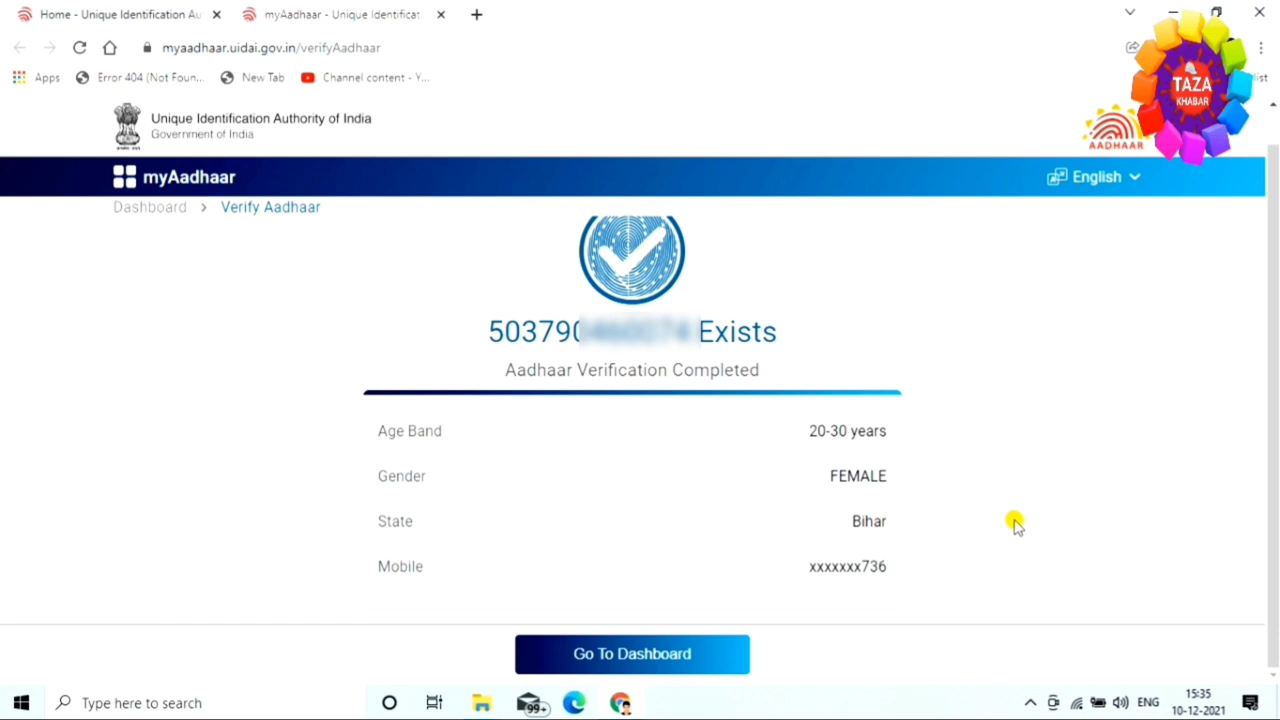 Home - Unique Identification Au
myAadhaar - Unique Identificat
myaadhaar.uidai.gov.in/verifyAadhaar
Apps
Error 404 (Not Foun...
New Tab
Channel content - Y...
list
TAZA
KHABAR
Unique Identification Authority of India
Government of India
AADHAAR
myAadhaar
English
Dashboard > Verify Aadhaar
503790 Exists
Aadhaar Verification Completed
Age Band 20-30 years
Gender FEMALE
State Bihar
Mobile xxxxxxx736
Go To Dashboard
Type here to search
99+
ENG
15:35
10-12-2021